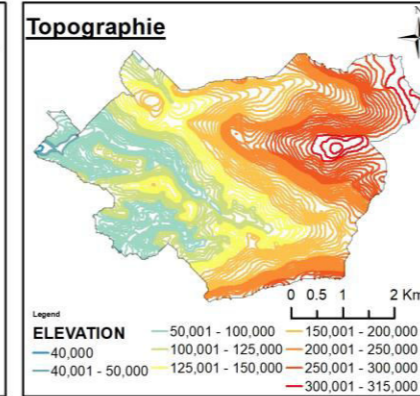 Topographie
N
0 0.5 1 2 Km
Legend
ELEVATION
40,000
40,001 - 50,000
50,001 - 100,000
100,001 - 125,000
125,001 - 150,000
150,001 - 200,000
200,001 - 250,000
250,001 - 300,000
300,001 - 315,000